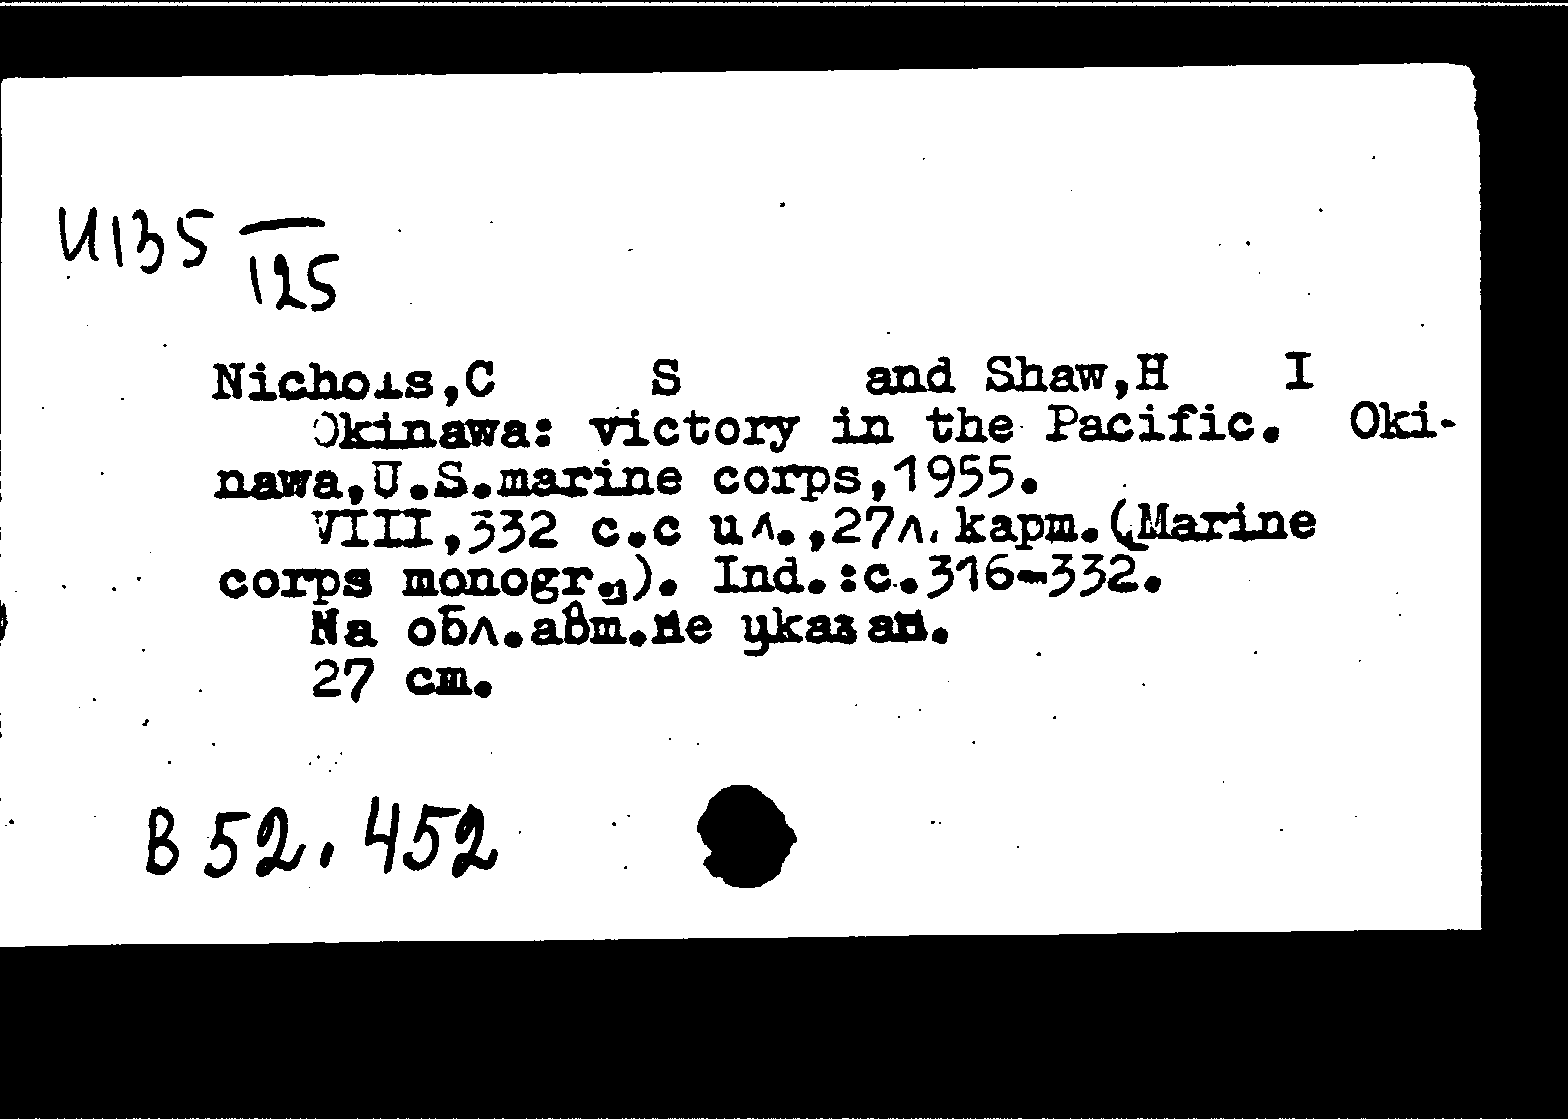 И135 —
125
Nichols,C S and Shaw,H I
Okinawa: victory in the Pacific. Oki-
nawa,U.S.marine corps,1955.
VIII,332 с.с ил.,27л.карт.(Marine
corps monogr.,). Ind.:с.316-332.
На обл.авт.не указан.
27 cm.
В 52.452